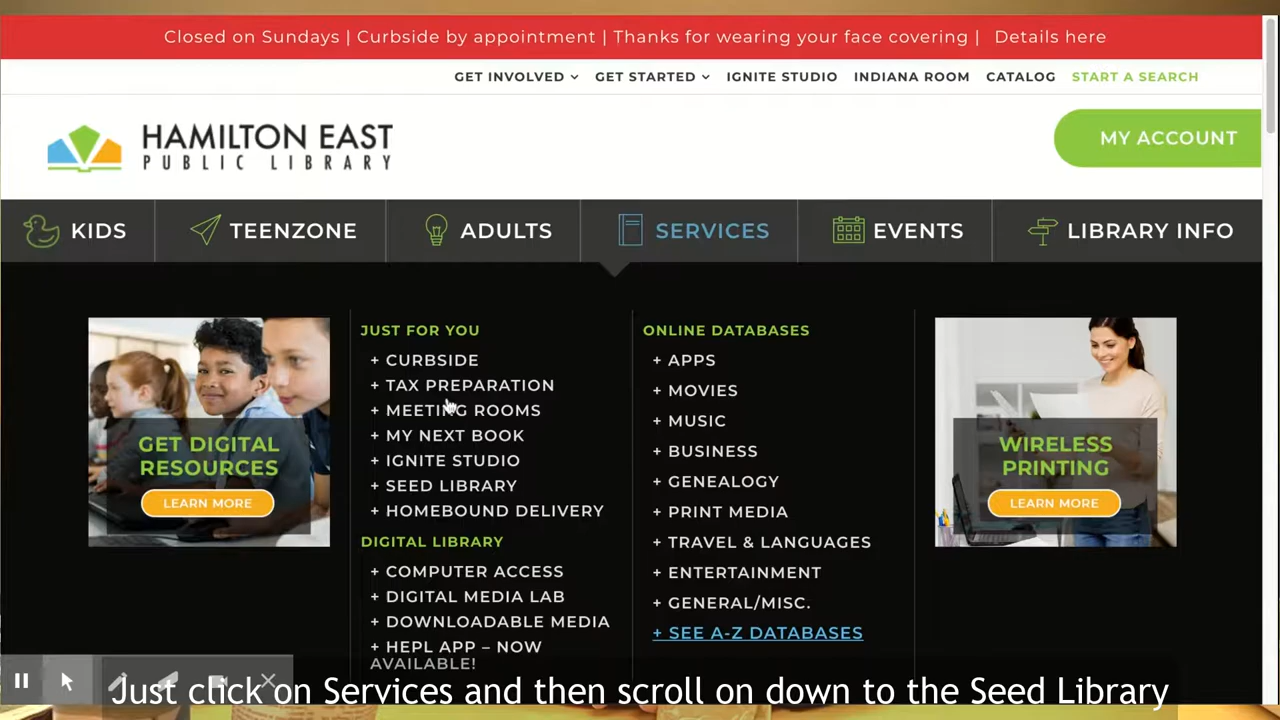 Closed on Sundays | Curbside by appointment | Thanks for wearing your face covering | Details here
GET INVOLVED GET STARTED IGNITE STUDIO INDIANA ROOM CATALOG START A SEARCH
HAMILTON EAST
PUBLIC LIBRARY
MY ACCOUNT
KIDS TEENZONE ADULTS SERVICES EVENTS LIBRARY INFO
GET DIGITAL
RESOURCES
LEARN MORE
JUST FOR YOU
+ CURBSIDE
+ TAX PREPARATION
+ MEETING ROOMS
+ MY NEXT BOOK
+ IGNITE STUDIO
+ SEED LIBRARY
+ HOMEBOUND DELIVERY
DIGITAL LIBRARY
+ COMPUTER ACCESS
+ DIGITAL MEDIA LAB
+ DOWNLOADABLE MEDIA
+ HEPL APP – NOW
AVAILABLE!
ONLINE DATABASES
+ APPS
+ MOVIES
+ MUSIC
+ BUSINESS
+ GENEALOGY
+ PRINT MEDIA
+ TRAVEL & LANGUAGES
+ ENTERTAINMENT
+ GENERAL/MISC.
+ SEE A-Z DATABASES
WIRELESS
PRINTING
LEARN MORE
Just click on Services and then scroll on down to the Seed Library